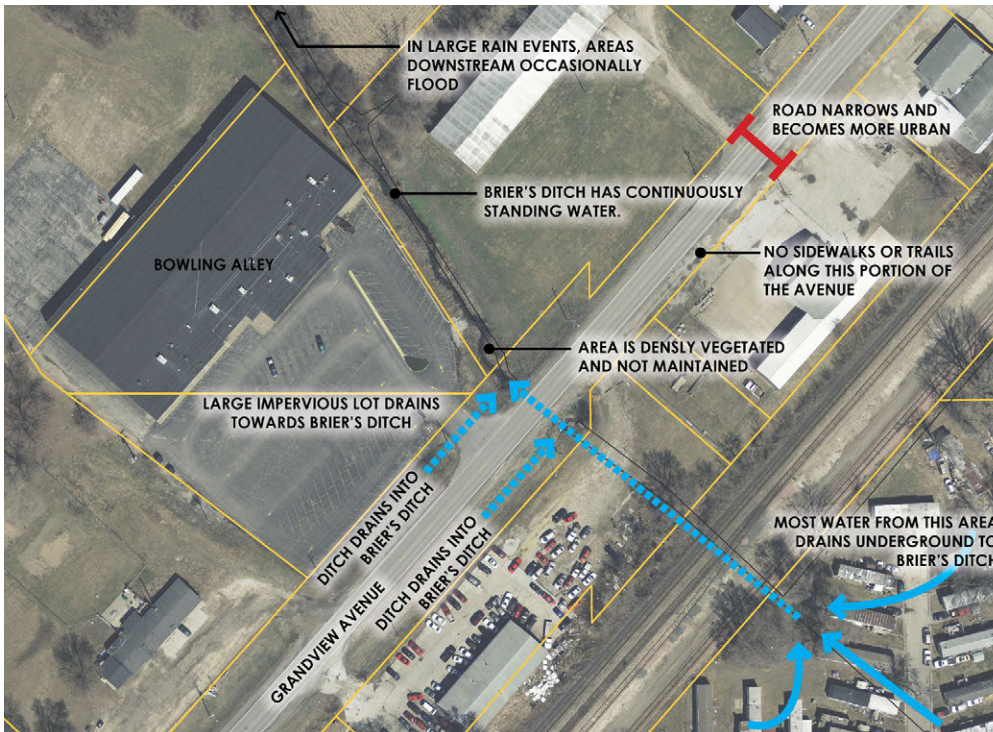 IN LARGE RAIN EVENTS, AREAS
DOWNSTREAM OCCASIONALLY
FLOOD
ROAD NARROWS AND
BECOMES MORE URBAN
BRIER'S DITCH HAS CONTINUOUSLY
STANDING WATER.
BOWLING ALLEY
NO SIDEWALKS OR TRAILS
ALONG THIS PORTION OF
THE AVENUE
AREA IS DENSLY VEGETATED
AND NOT MAINTAINED
LARGE IMPERVIOUS LOT DRAINS
TOWARDS BRIER'S DITCH
DITCH DRAINS INTO
BRIER'S DITCH
DITCH DRAINS INTO
BRIER'S DITCH
GRANDVIEW AVENUE
MOST WATER FROM THIS AREA
DRAINS UNDERGROUND TO
BRIER'S DITCH